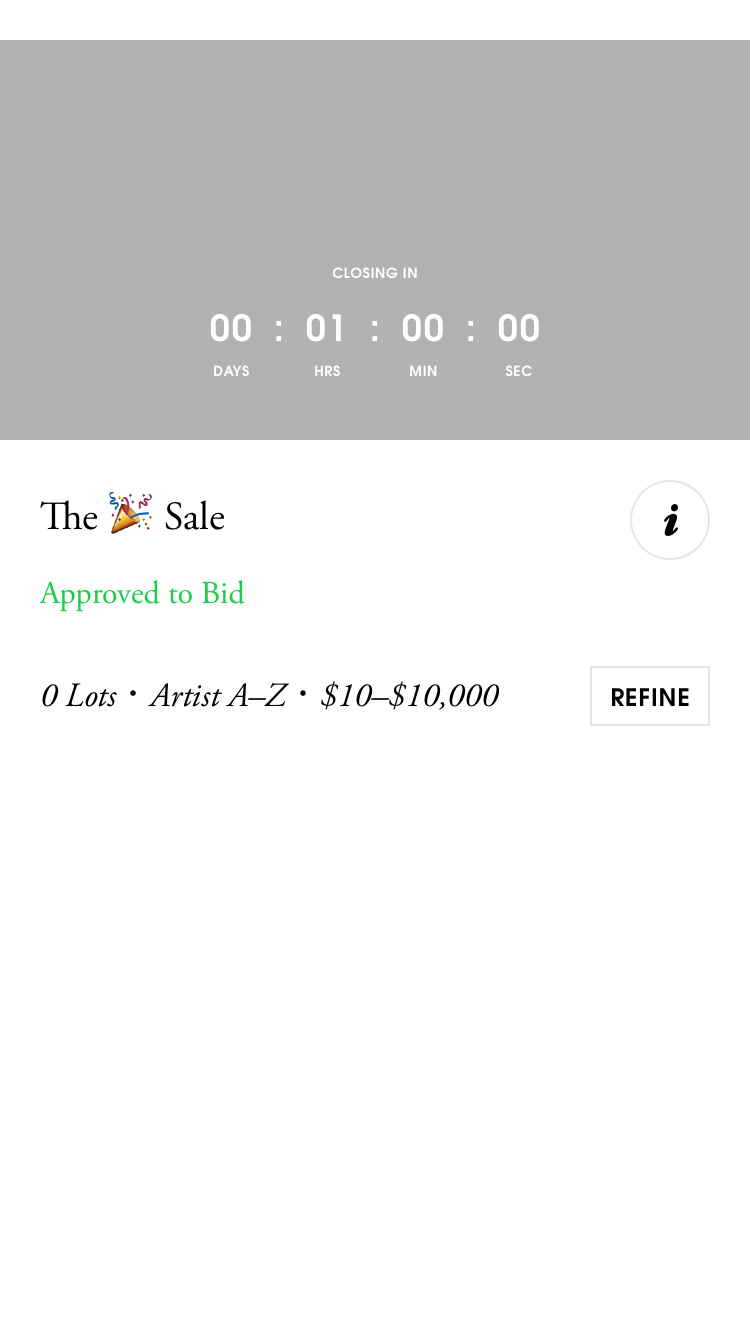 CLOSING IN
00 : 01 : 00 : 00
DAYS HRS MIN SEC
The 🎉 Sale
i
Approved to Bid
0 Lots • Artist A–Z • $10–$10,000
REFINE